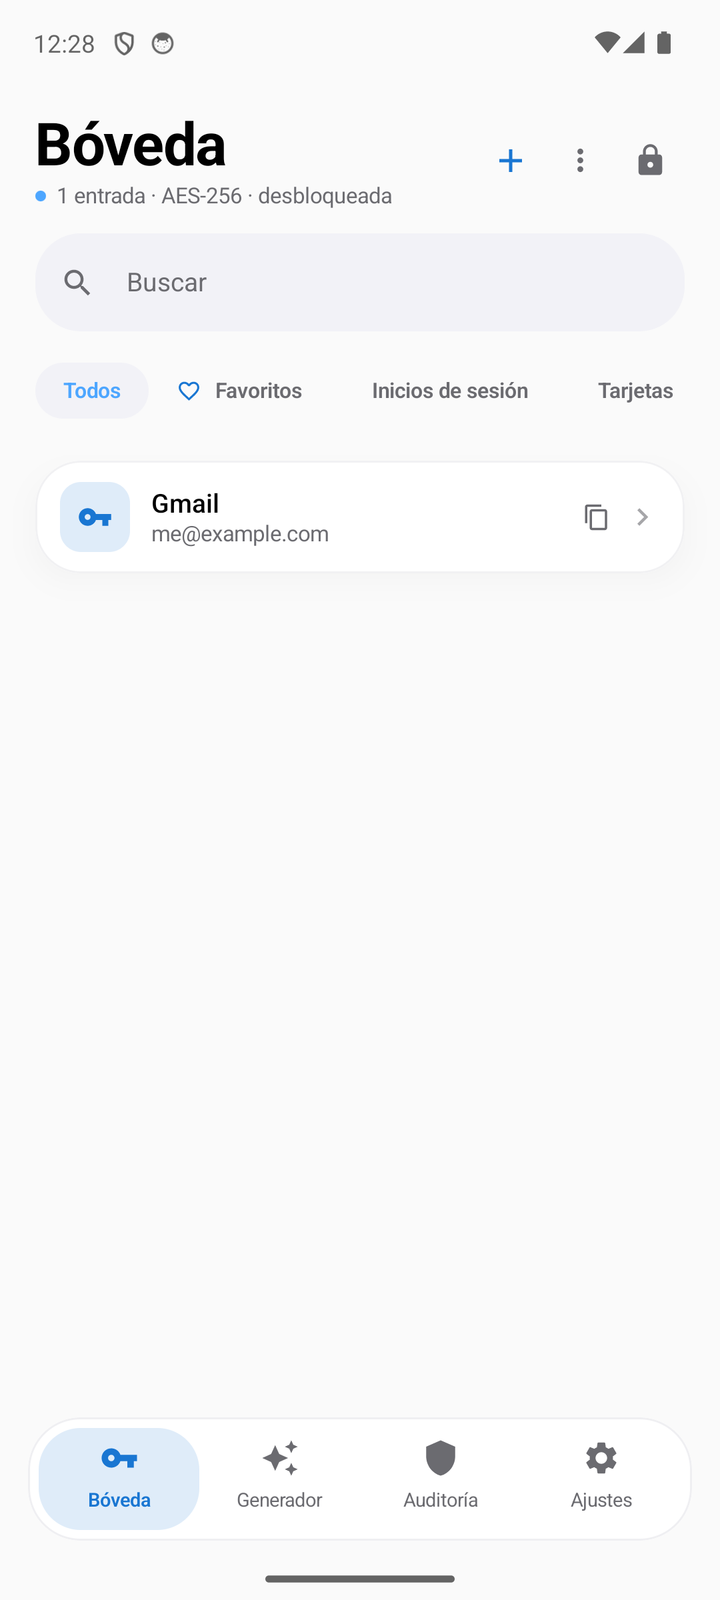 12:28
Bóveda
1 entrada · AES-256 · desbloqueada
Buscar
Todos Favoritos Inicios de sesión Tarjetas
Gmail
me@example.com
Bóveda Generador Auditoría Ajustes